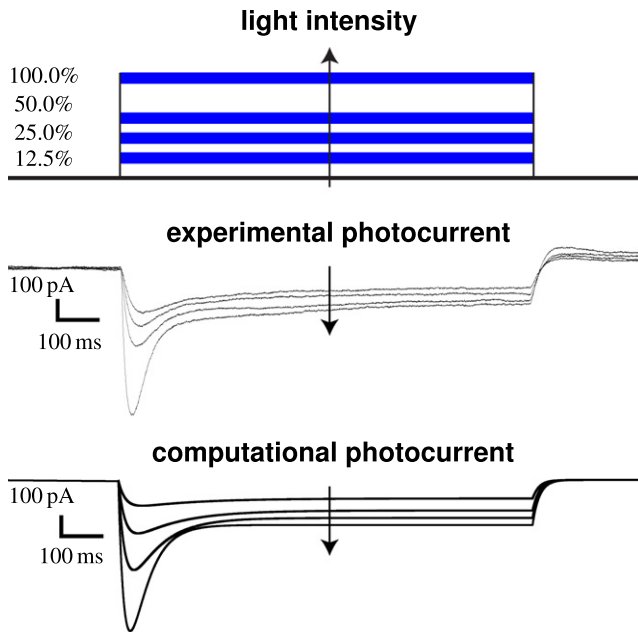 light intensity
100.0%
50.0%
25.0%
12.5%
experimental photocurrent
100 pA
100 ms
computational photocurrent
100 pA
100 ms